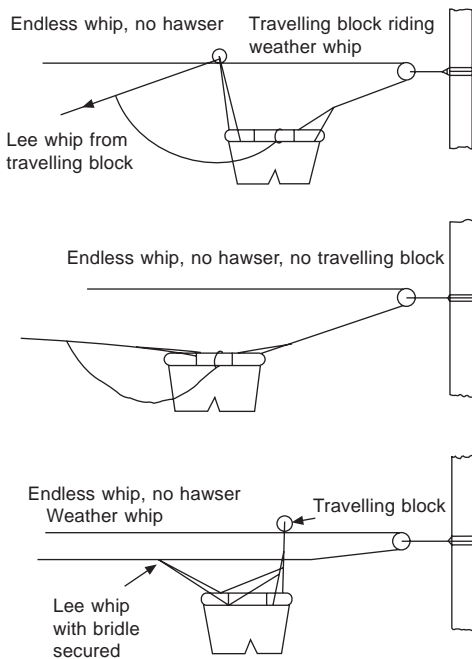 Endless whip, no hawser
Travelling block riding
weather whip
Lee whip from
travelling block
Endless whip, no hawser, no travelling block
Endless whip, no hawser
Weather whip
Travelling block
Lee whip
with bridle
secured